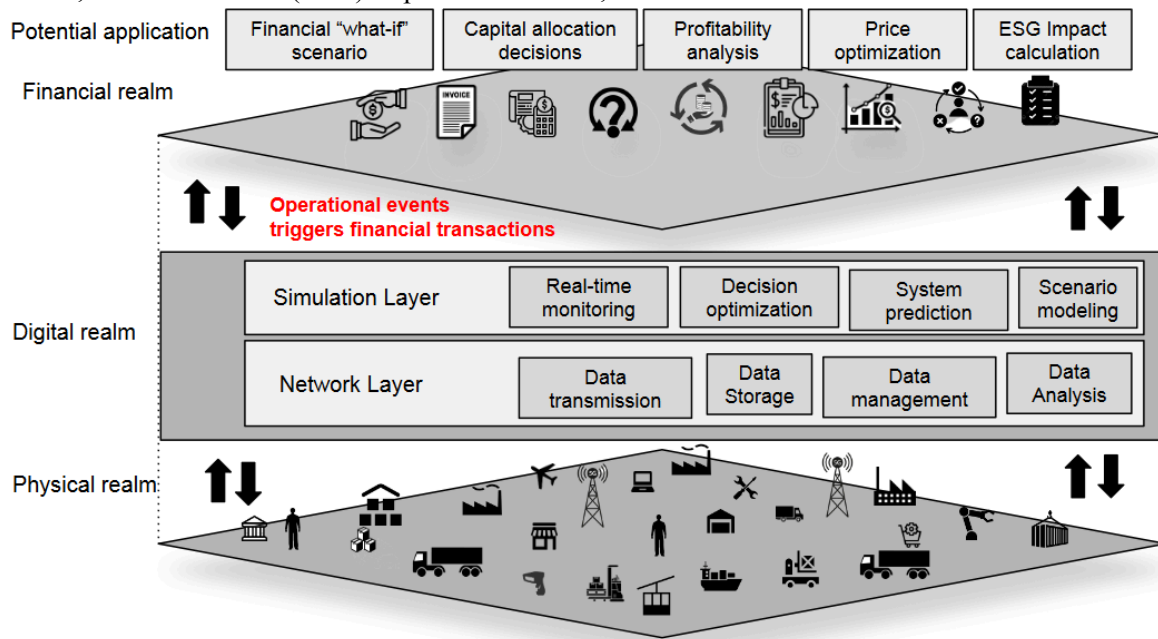 Potential application
Financial “what-if”
scenario
Capital allocation
decisions
Profitability
analysis
Price
optimization
ESG Impact
calculation
Financial realm
INVOICE
Operational events
triggers financial transactions
Digital realm
Simulation Layer
Real-time
monitoring
Decision
optimization
System
prediction
Scenario
modeling
Network Layer
Data
transmission
Data
Storage
Data
management
Data
Analysis
Physical realm